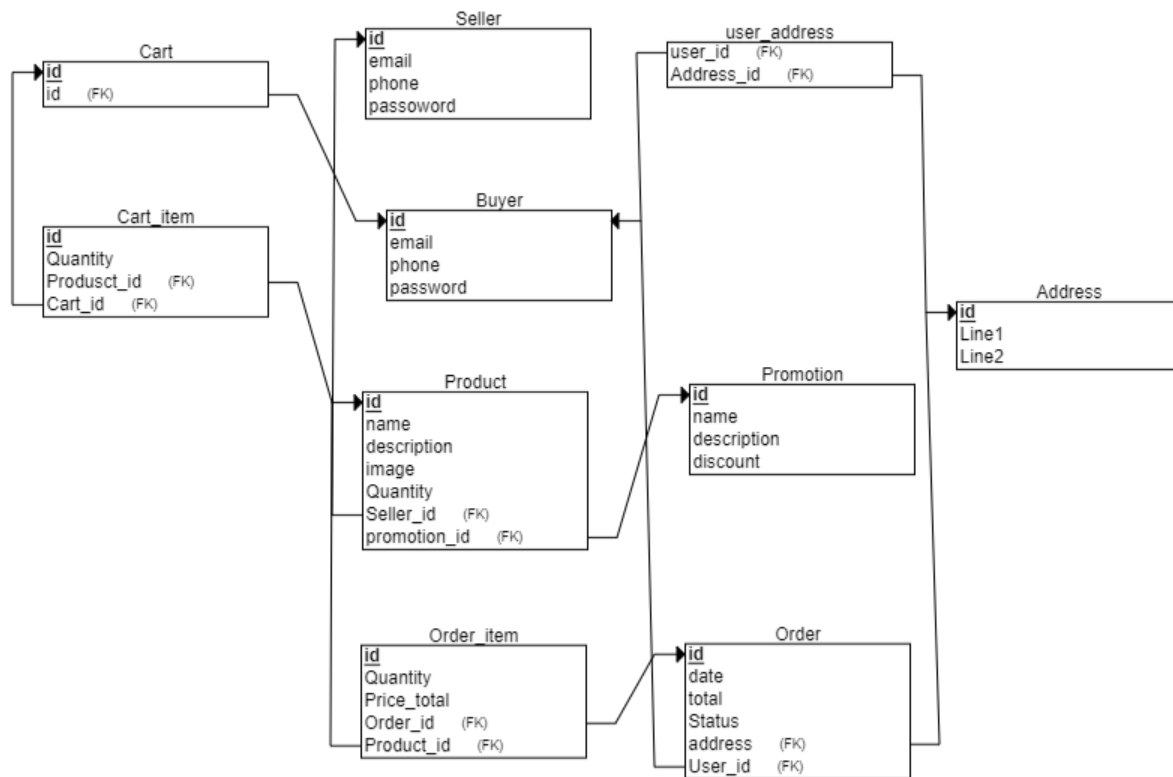 Cart
id
id (FK)
Seller
id
email
phone
passoword
user_address
user_id (FK)
Address_id (FK)
Cart_item
id
Quantity
Produsct_id (FK)
Cart_id (FK)
Buyer
id
email
phone
password
Address
id
Line1
Line2
Product
id
name
description
image
Quantity
Seller_id (FK)
promotion_id (FK)
Promotion
id
name
description
discount
Order_item
id
Quantity
Price_total
Order_id (FK)
Product_id (FK)
Order
id
date
total
Status
address (FK)
User_id (FK)